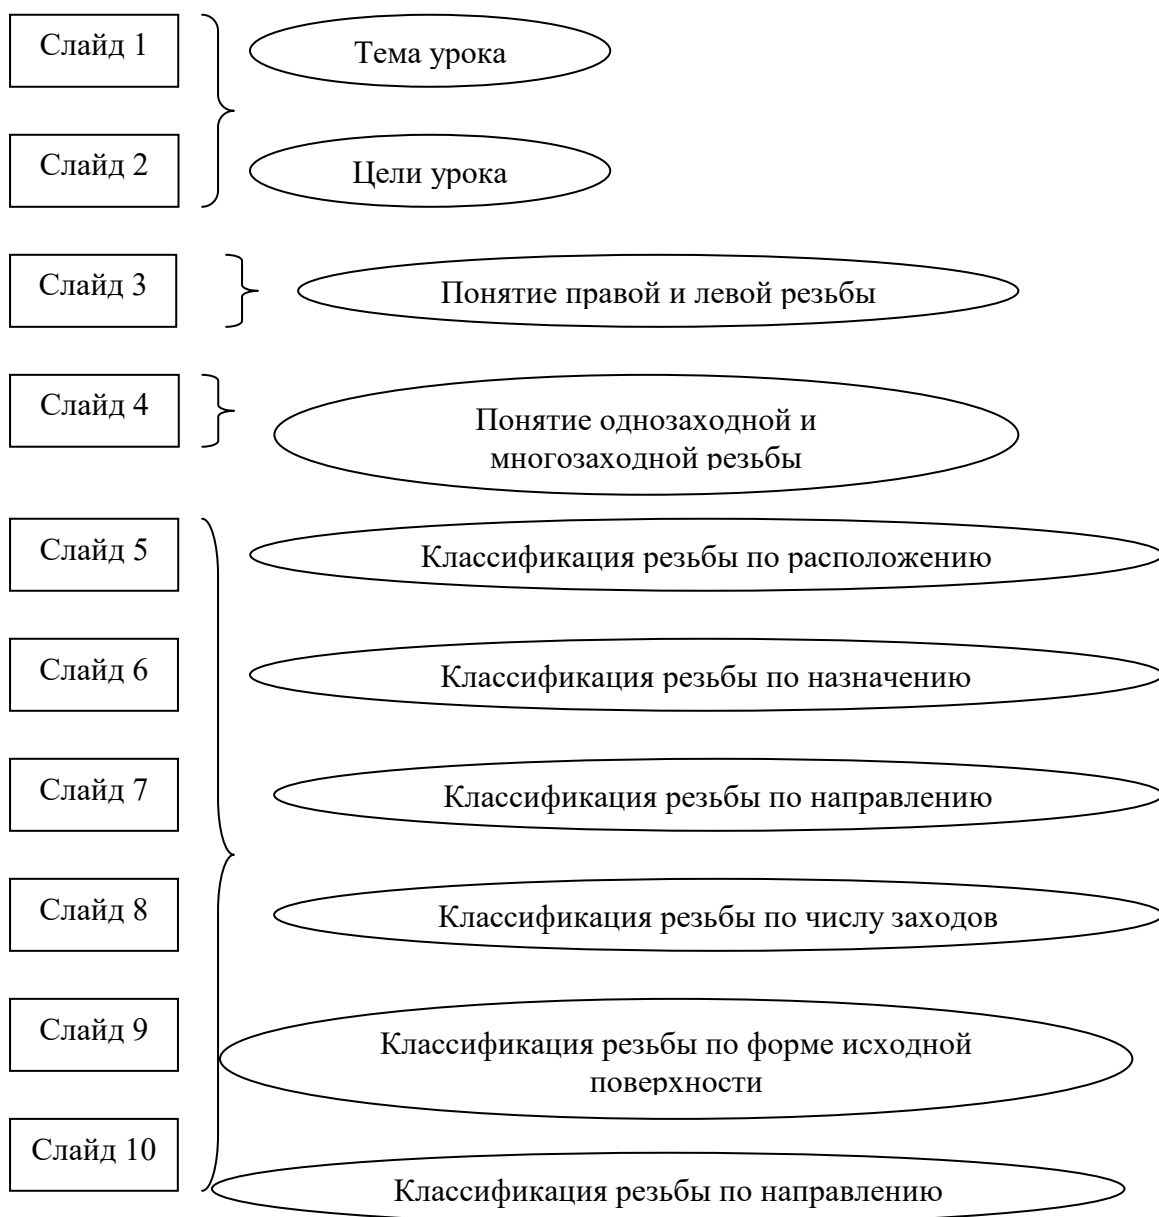 Слайд 1
Тема урока
Слайд 2
Цели урока
Слайд 3
Понятие правой и левой резьбы
Слайд 4
Понятие однозаходной и
многозаходной резьбы
Слайд 5
Классификация резьбы по расположению
Слайд 6
Классификация резьбы по назначению
Слайд 7
Классификация резьбы по направлению
Слайд 8
Классификация резьбы по числу заходов
Слайд 9
Классификация резьбы по форме исходной
поверхности
Слайд 10
Классификация резьбы по направлению